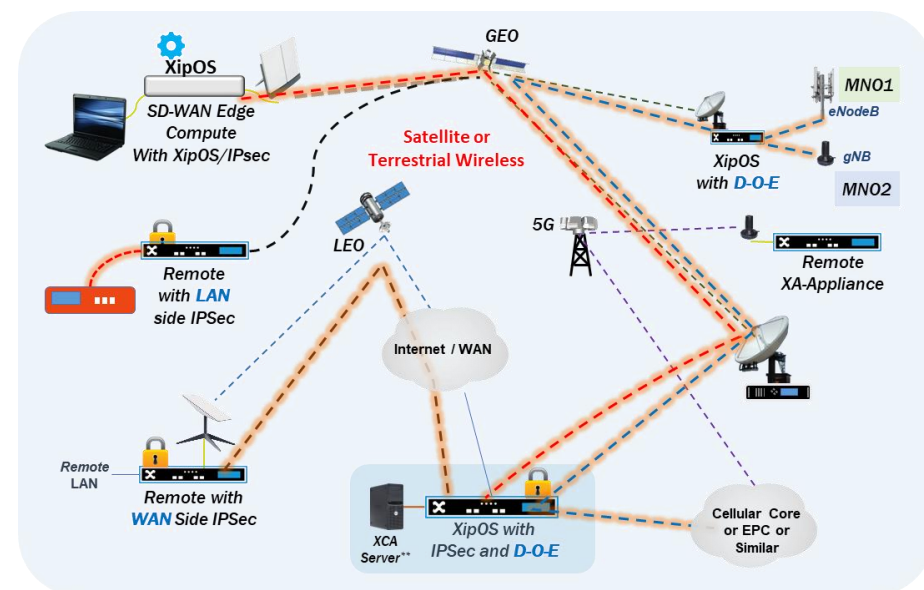 XipOS
SD-WAN Edge
Compute
With XipOS/IPsec
GEO
MNO1
eNodeB
gNB
MNO2
XipOS
with D-O-E
Satellite or
Terrestrial Wireless
LEO
5G
Remote
XA-Appliance
Remote
with LAN
side IPSec
Internet / WAN
Remote
LAN
Remote with
WAN Side IPSec
XCA
Server**
XipOS with
IPSec and D-O-E
Cellular Core
or EPC or
Similar